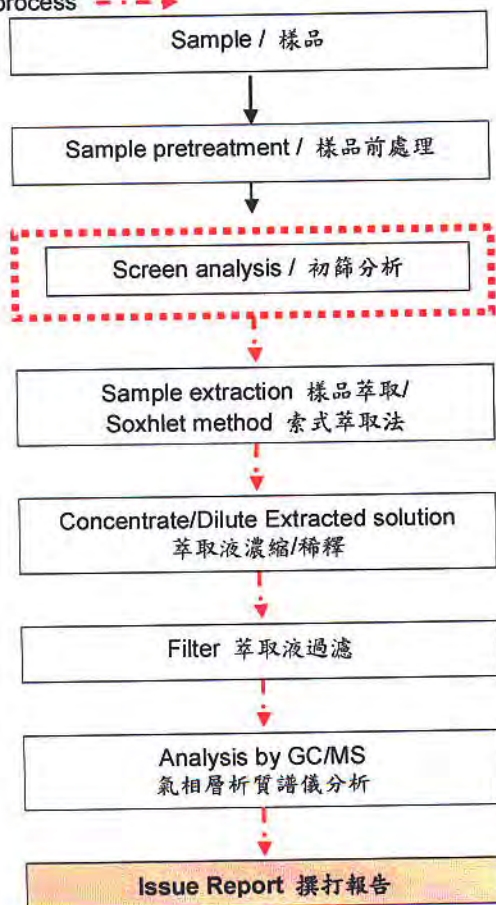 process
Sample / 樣品
Sample pretreatment / 樣品前處理
Screen analysis / 初篩分析
Sample extraction 樣品萃取/
Soxhlet method 索式萃取法
Concentrate/Dilute Extracted solution
萃取液濃縮/稀釋
Filter 萃取液過濾
Analysis by GC/MS
氣相層析質譜儀分析
Issue Report 撰打報告